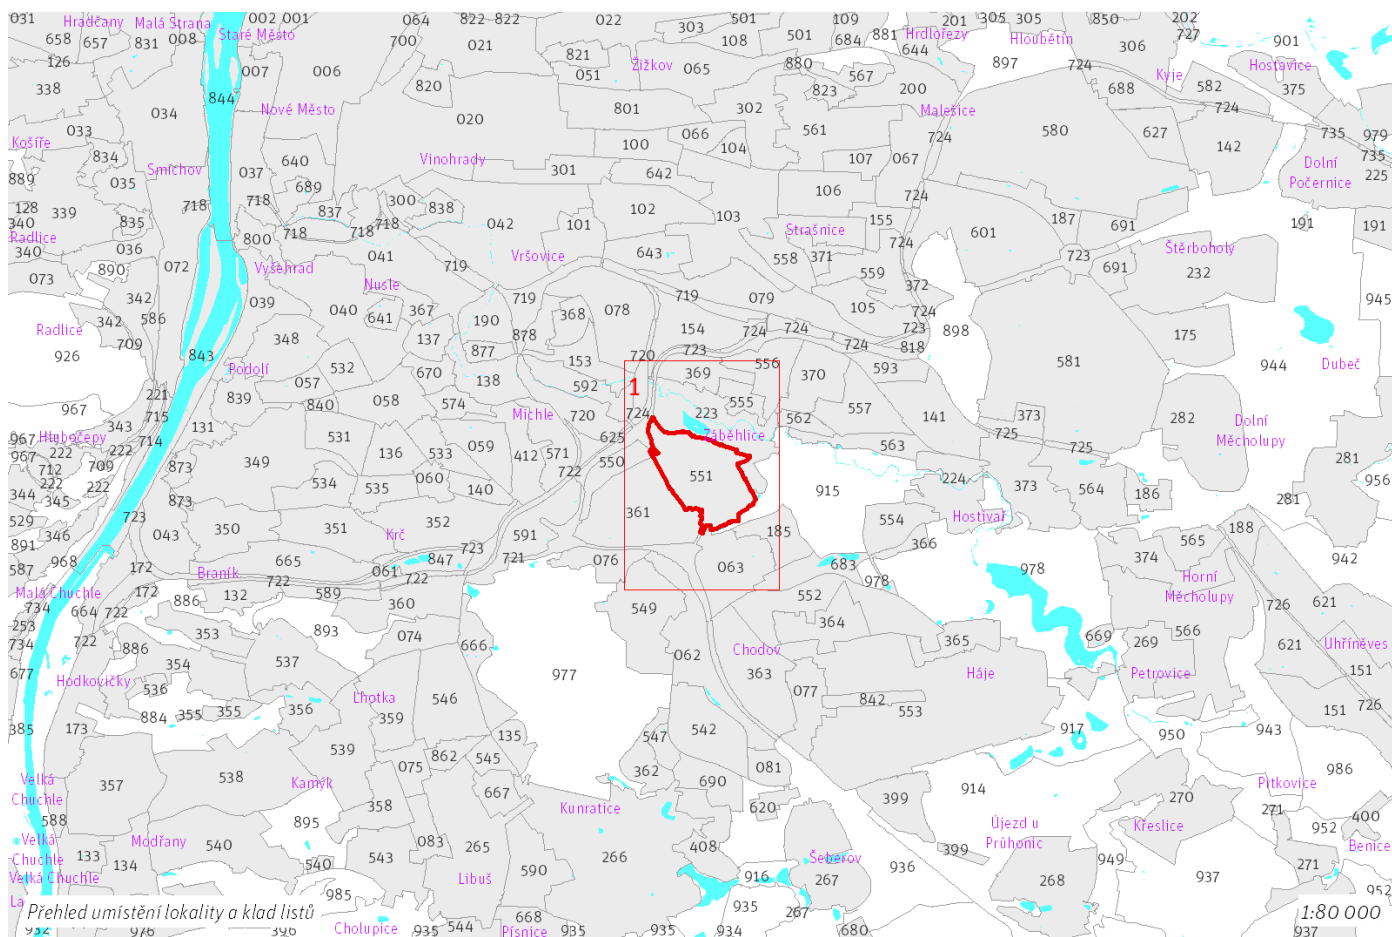 031 Hradčany Malá Strana 002 001 064 822 822 022 501 109 201 305 305 850 202
658 657 831 008 Staré Město 700 021 303 108 501 684 881 Hrdlořezy Hloubětín 306 727 901
126 821 Žižkov 065 880 644 897 724 Kyje Hostavice
338 007 006 820 051 567 823 200 688 582 375
844 034 Nové Město 020 801 302 Malešice 724
033 066 561 580 627 735 979
Košíře 834 640 100 104 724 142 735
889 035 Smíchov 037 689 Vinohrady 301 642 107 067 Dolní Počernice 225
128 339 718 718 837 300 838 102 103 106 724
340 835 718 718 718 042 101 155 187 691 191 191
Radlice 036 800 041 643 Strašnice 724 601 Štěrboholy
340 890 072 Vyšehrad 719 Vršovice 558 371 723 691 232
073 342 039 Nusle 719 719 079 559 372 945
Radlice 342 586 040 641 367 190 368 078 105 724
926 709 348 137 878 154 724 724 723 898 175
843 532 877 153 720 723 724 818 581 944 Dubeč
Podolí 057 670 138 592 1 369 556 370 593
967 221 839 840 058 574 Michle 720 724 223 555 557 141 373 282 Dolní Měcholupy
343 715 131 531 625 Záběhlice 562 725
967 Hlubočepy 714 136 533 059 412 571 550 563 725
967 222 222 349 534 060 722 551 281
712 709 873 535 140 915 224 373 564 186 956
344 222 222 873 361 554 Hostivař 281
345 723 350 351 352 591 185 366 188
529 346 043 Krč 723 565
891 968 665 847 721 076 063 683 978 374 942
587 172 Braník 061 722 978 Horní Měcholupy
Malá Chuchle 172 132 722 589 360 549 552 726 621
734 664 722 886 893 364
253 353 074 666 Chodov 365 669 269 566 621 Uhříněves
734 722 886 537 062 363 Háje Petrovice 151
677 Hodkovičky 354 546 977 077 842 151 726
536 Lhotka 553
385 173 884 355 355 356 359 547 542 917 950 943
539 135 986
Velká Chuchle 357 538 Kamýk 075 862 545 362 690 081 914 270 Pitkovice
588 358 667 Kunratice 620 399 271
Velká Chuchle 895 Újezd u Průhonic Křeslice 952 400
133 134 Modřany 540 543 083 265 266 408 399 949 Benice
Velká Chuchle 540 Libuš 590 916 Šeberov 936 268 937 271
985 267 952
La Přehled umístění lokality a klad listů 668 935 267 1:80 000
932 976 396 Cholupice 935 544 Písnice 935 935 934 680 937